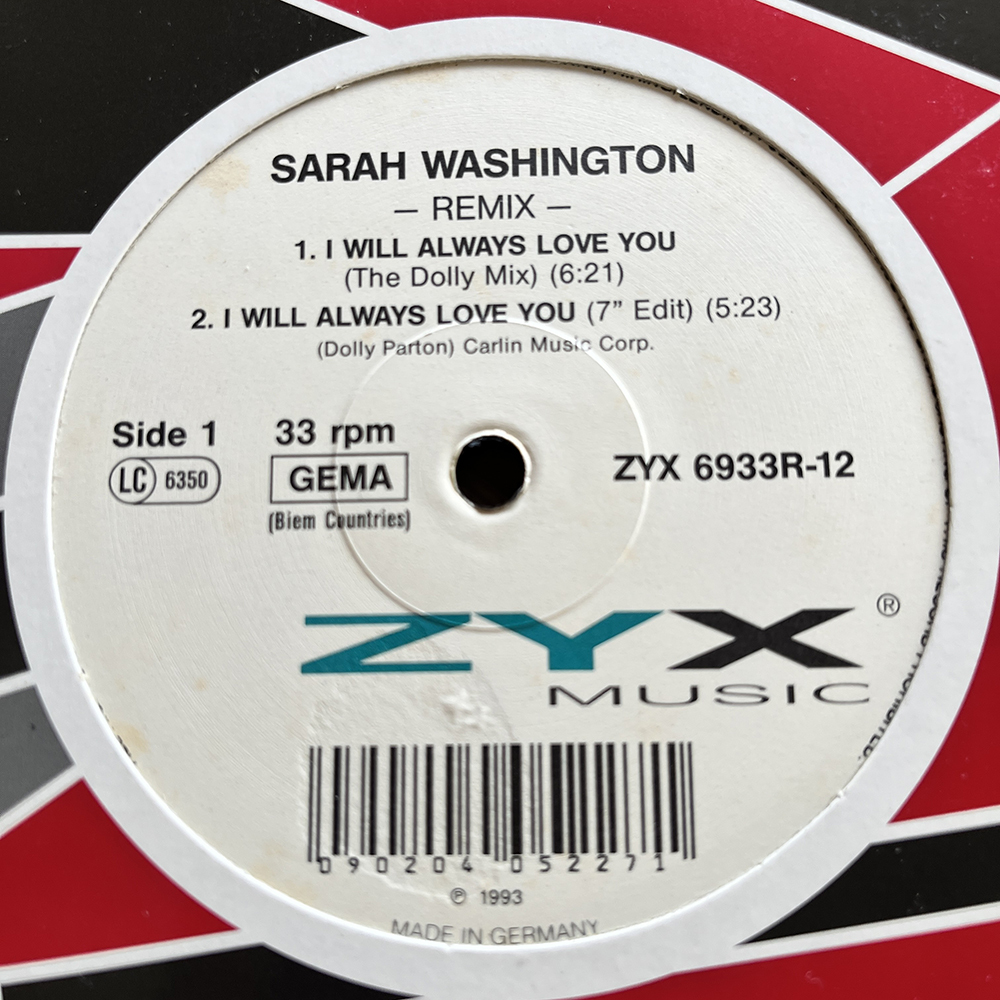 SARAH WASHINGTON
— REMIX —
1. I WILL ALWAYS LOVE YOU
(The Dolly Mix) (6:21)
2. I WILL ALWAYS LOVE YOU (7” Edit) (5:23)
(Dolly Parton) Carlin Music Corp.
Side 1 33 rpm
LC 6350 GEMA
(Biem Countries)
ZYX 6933R-12
ZYX ®
MUSIC
090204 052271
℗ 1993
MADE IN GERMANY